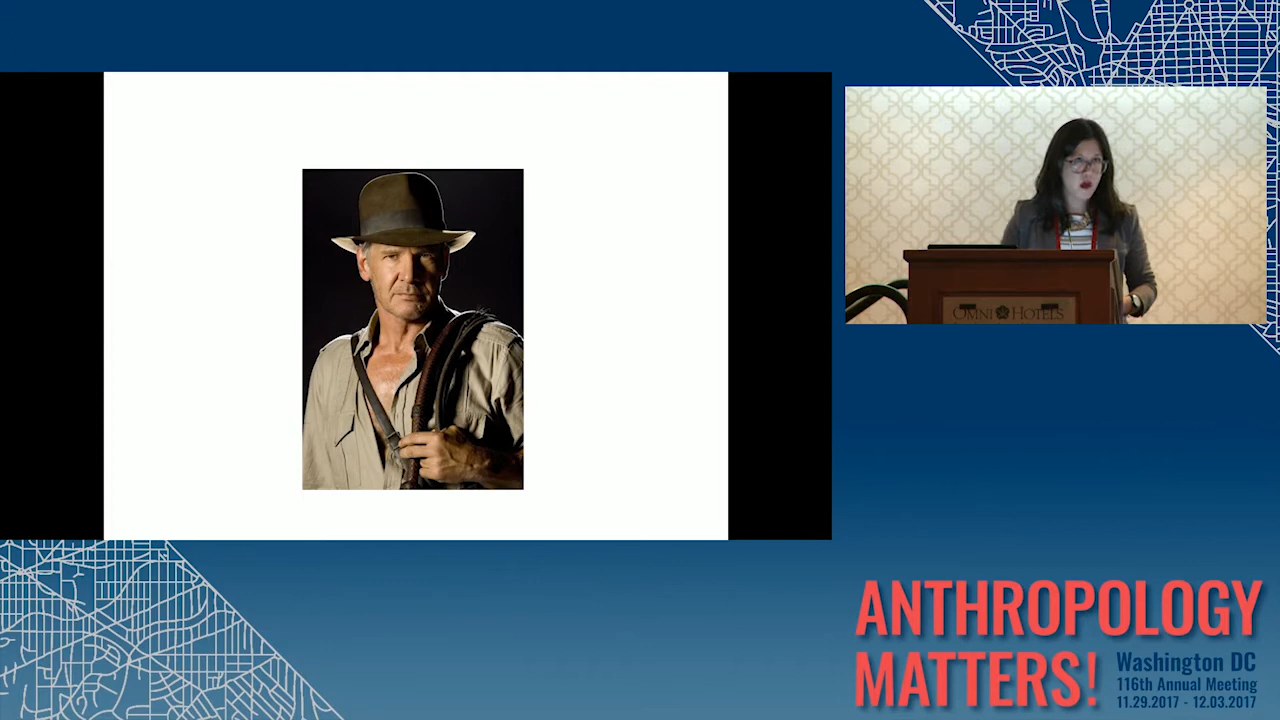 OMNI HOTELS
ANTHROPOLOGY
MATTERS!
Washington DC
116th Annual Meeting
11.29.2017 - 12.03.2017